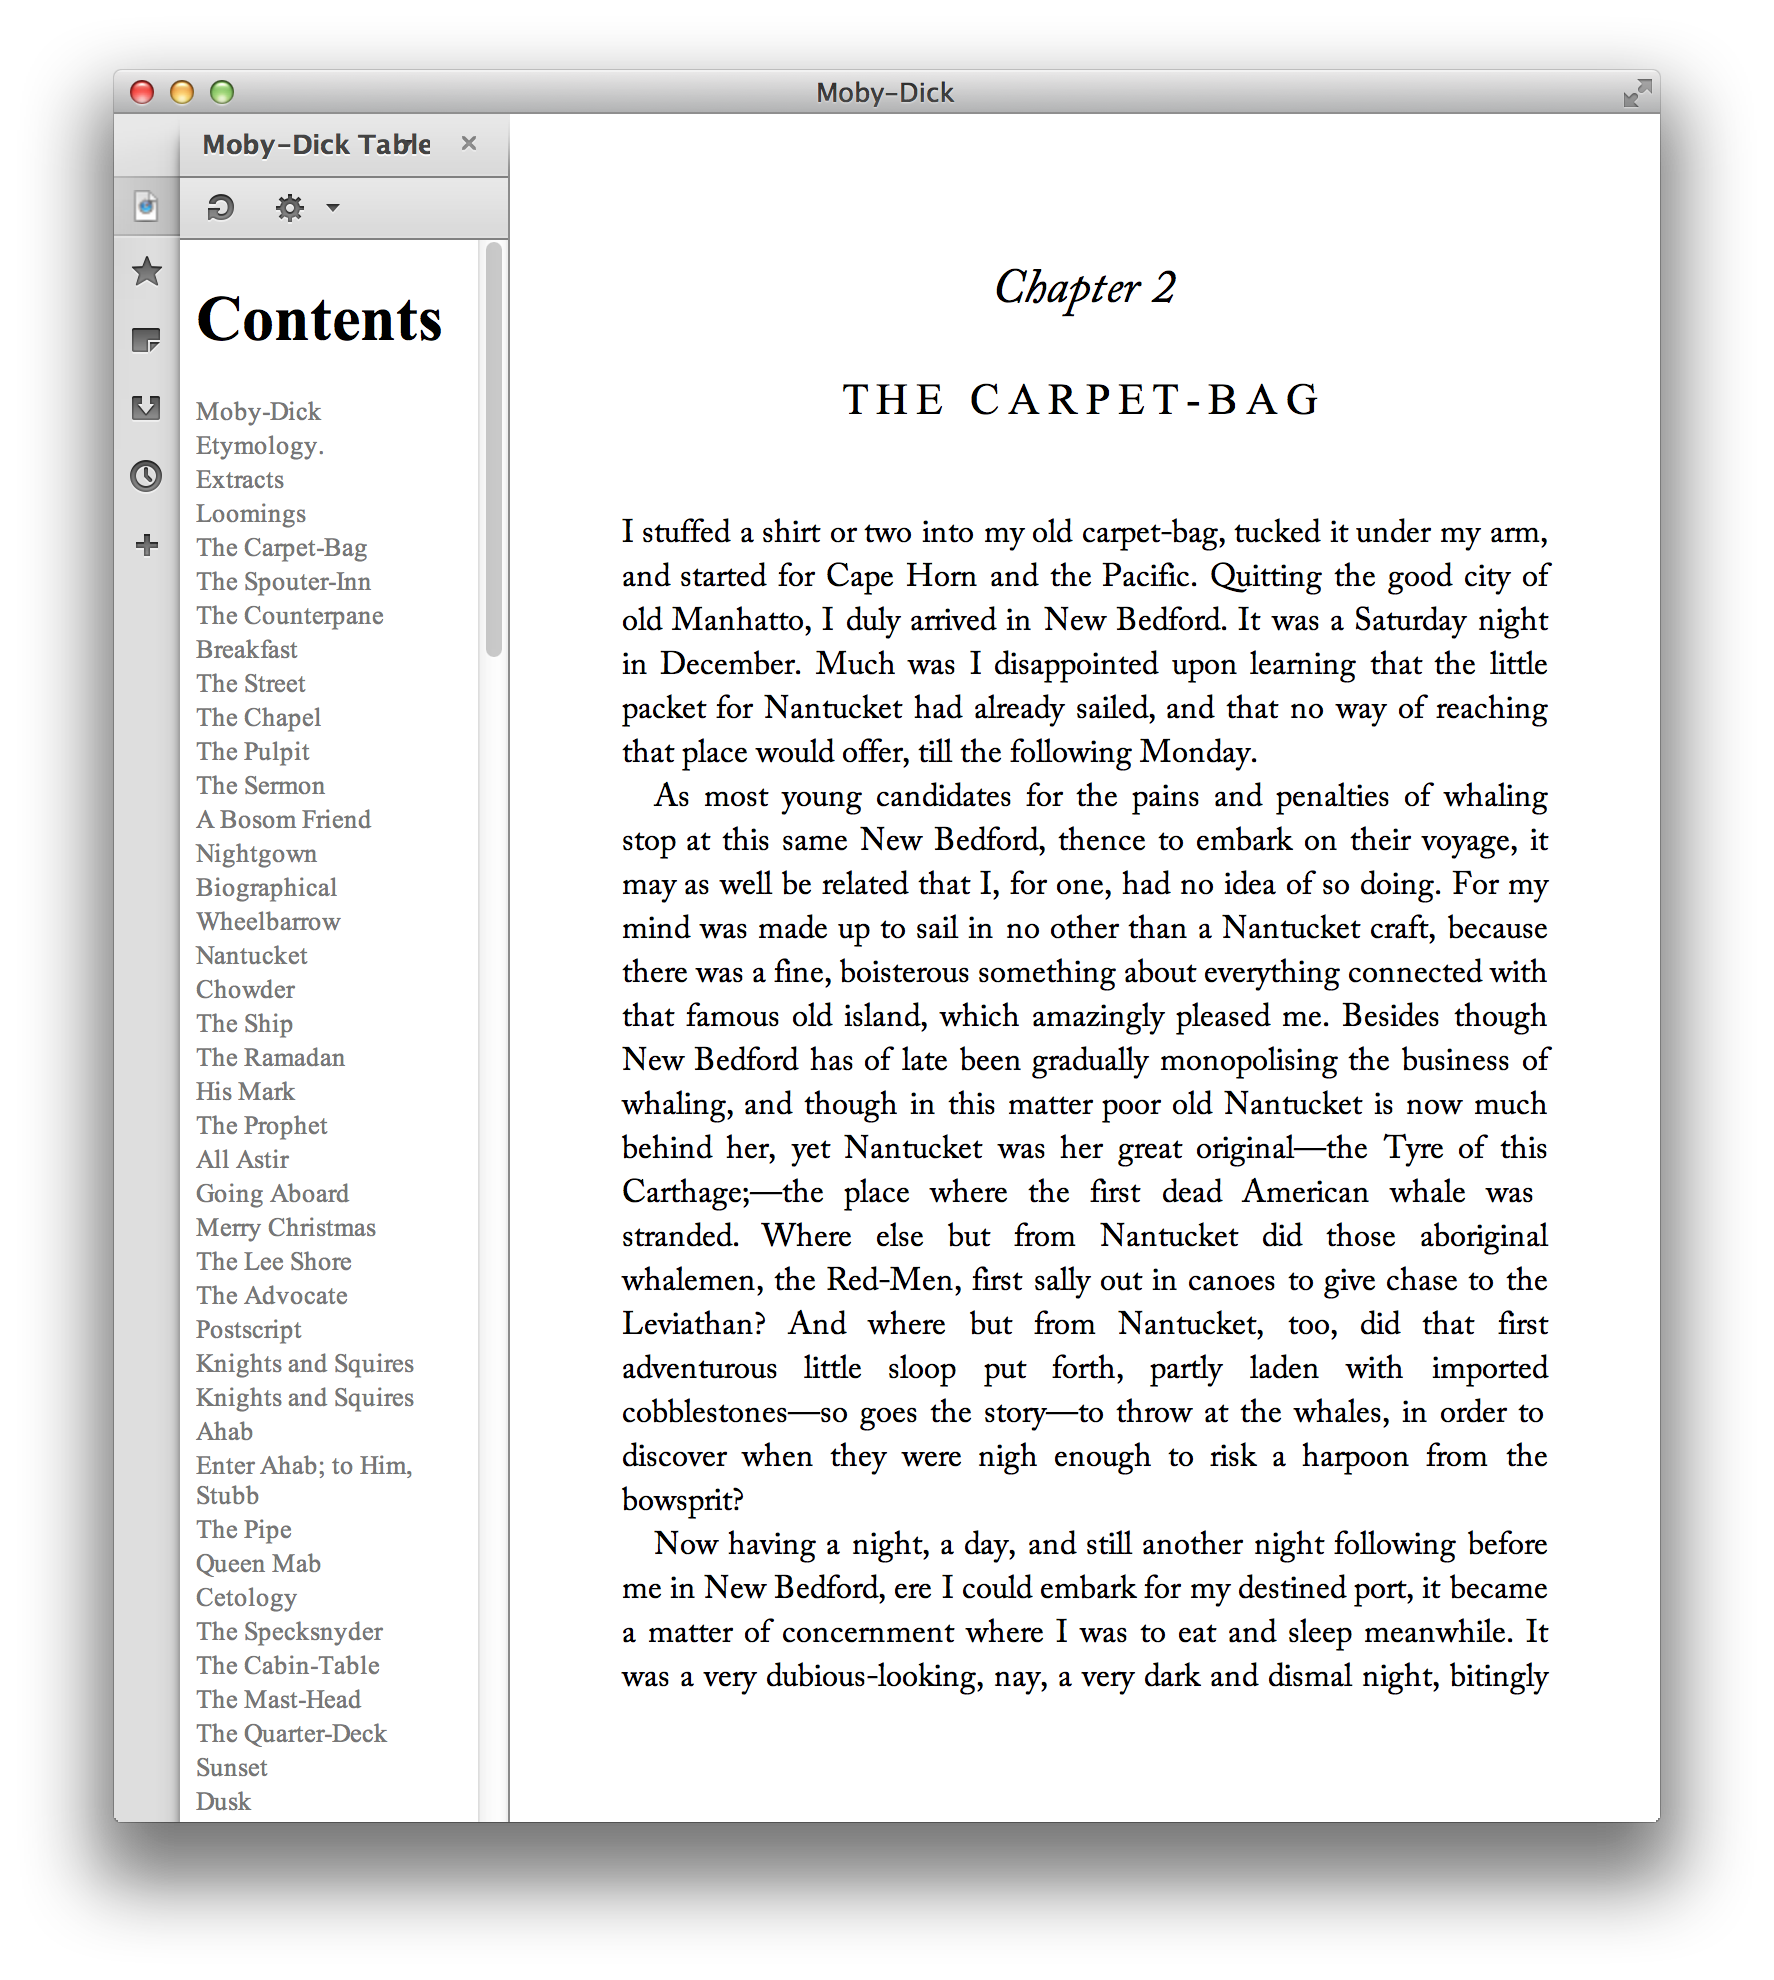 Moby-Dick
Moby-Dick Table
Contents
Moby-Dick
Etymology.
Extracts
Loomings
The Carpet-Bag
The Spouter-Inn
The Counterpane
Breakfast
The Street
The Chapel
The Pulpit
The Sermon
A Bosom Friend
Nightgown
Biographical
Wheelbarrow
Nantucket
Chowder
The Ship
The Ramadan
His Mark
The Prophet
All Astir
Going Aboard
Merry Christmas
The Lee Shore
The Advocate
Postscript
Knights and Squires
Knights and Squires
Ahab
Enter Ahab; to Him,
Stubb
The Pipe
Queen Mab
Cetology
The Specksnyder
The Cabin-Table
The Mast-Head
The Quarter-Deck
Sunset
Dusk
Chapter 2
THE CARPET-BAG
I stuffed a shirt or two into my old carpet-bag, tucked it under my arm,
and started for Cape Horn and the Pacific. Quitting the good city of
old Manhatto, I duly arrived in New Bedford. It was a Saturday night
in December. Much was I disappointed upon learning that the little
packet for Nantucket had already sailed, and that no way of reaching
that place would offer, till the following Monday.
As most young candidates for the pains and penalties of whaling
stop at this same New Bedford, thence to embark on their voyage, it
may as well be related that I, for one, had no idea of so doing. For my
mind was made up to sail in no other than a Nantucket craft, because
there was a fine, boisterous something about everything connected with
that famous old island, which amazingly pleased me. Besides though
New Bedford has of late been gradually monopolising the business of
whaling, and though in this matter poor old Nantucket is now much
behind her, yet Nantucket was her great original—the Tyre of this
Carthage;—the place where the first dead American whale was
stranded. Where else but from Nantucket did those aboriginal
whalemen, the Red-Men, first sally out in canoes to give chase to the
Leviathan? And where but from Nantucket, too, did that first
adventurous little sloop put forth, partly laden with imported
cobblestones—so goes the story—to throw at the whales, in order to
discover when they were nigh enough to risk a harpoon from the
bowsprit?
Now having a night, a day, and still another night following before
me in New Bedford, ere I could embark for my destined port, it became
a matter of concernment where I was to eat and sleep meanwhile. It
was a very dubious-looking, nay, a very dark and dismal night, bitingly